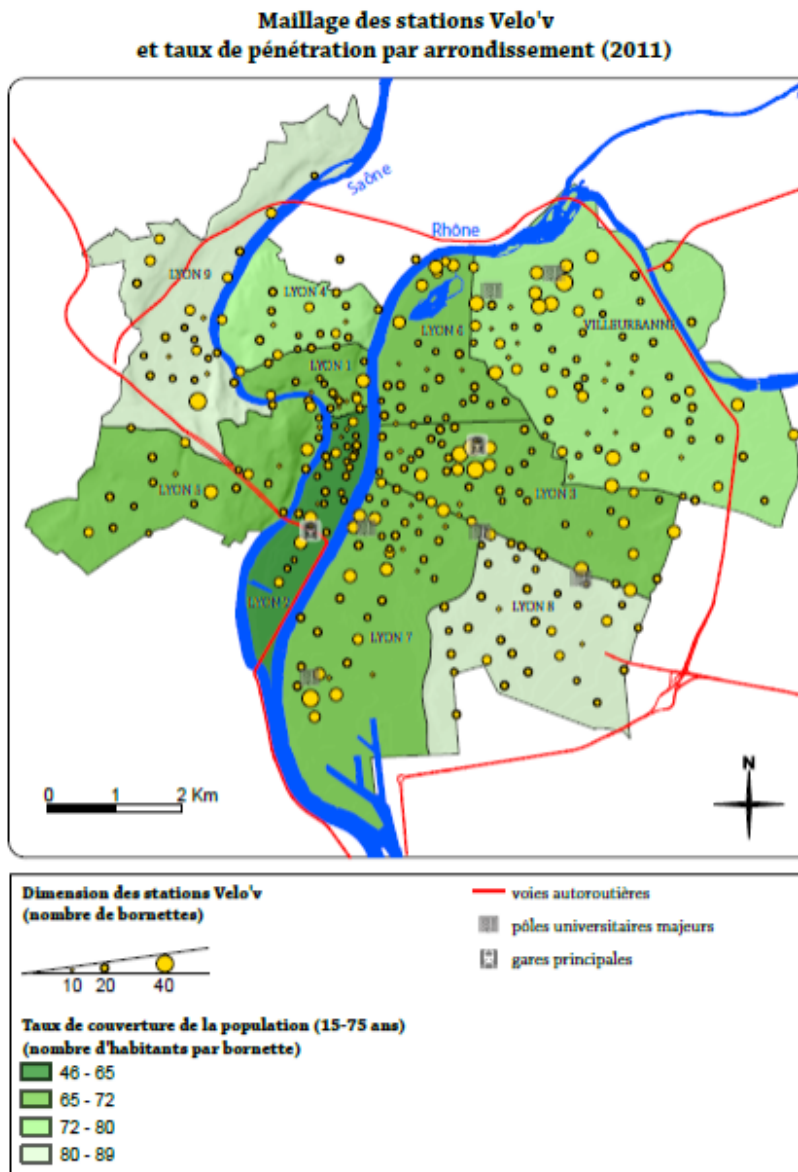 Maillage des stations Velo'v
et taux de pénétration par arrondissement (2011)
Saône
Rhône
LYON 9
LYON 4
VILLEURBANNE
LYON 6
LYON 1
LYON 5
LYON 3
LYON 2
LYON 8
LYON 7
N
0 1 2 Km
Dimension des stations Velo'v
(nombre de bornettes)
10 20 40
Taux de couverture de la population (15-75 ans)
(nombre d'habitants par bornette)
46 - 65
65 - 72
72 - 80
80 - 89
voies autoroutières
pôles universitaires majeurs
gares principales